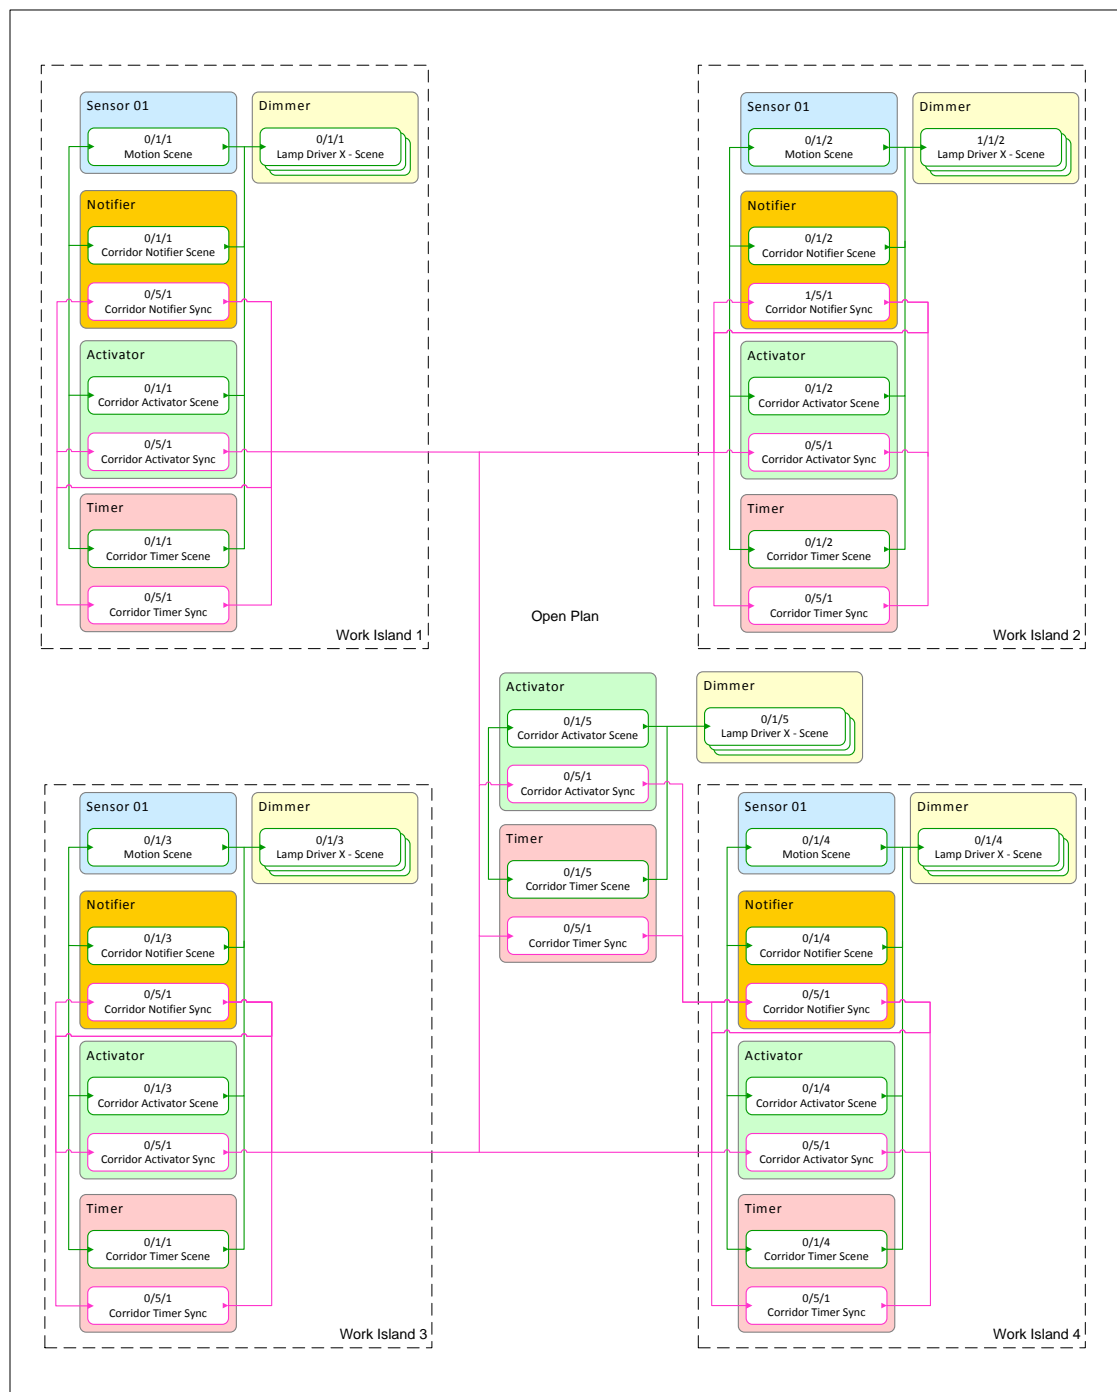 Sensor 01
0/1/1
Motion Scene
Dimmer
0/1/1
Lamp Driver X - Scene
Notifier
0/1/1
Corridor Notifier Scene
0/5/1
Corridor Notifier Sync
Activator
0/1/1
Corridor Activator Scene
0/5/1
Corridor Activator Sync
Timer
0/1/1
Corridor Timer Scene
0/5/1
Corridor Timer Sync
Work Island 1
Sensor 01
0/1/2
Motion Scene
Dimmer
1/1/2
Lamp Driver X - Scene
Notifier
0/1/2
Corridor Notifier Scene
1/5/1
Corridor Notifier Sync
Activator
0/1/2
Corridor Activator Scene
0/5/1
Corridor Activator Sync
Timer
0/1/2
Corridor Timer Scene
0/5/1
Corridor Timer Sync
Work Island 2
Open Plan
Activator
0/1/5
Corridor Activator Scene
0/5/1
Corridor Activator Sync
Dimmer
0/1/5
Lamp Driver X - Scene
Timer
0/1/5
Corridor Timer Scene
0/5/1
Corridor Timer Sync
Sensor 01
0/1/3
Motion Scene
Dimmer
0/1/3
Lamp Driver X - Scene
Notifier
0/1/3
Corridor Notifier Scene
0/5/1
Corridor Notifier Sync
Activator
0/1/3
Corridor Activator Scene
0/5/1
Corridor Activator Sync
Timer
0/1/1
Corridor Timer Scene
0/5/1
Corridor Timer Sync
Work Island 3
Sensor 01
0/1/4
Motion Scene
Dimmer
0/1/4
Lamp Driver X - Scene
Notifier
0/1/4
Corridor Notifier Scene
0/5/1
Corridor Notifier Sync
Activator
0/1/4
Corridor Activator Scene
0/5/1
Corridor Activator Sync
Timer
0/1/4
Corridor Timer Scene
0/5/1
Corridor Timer Sync
Work Island 4